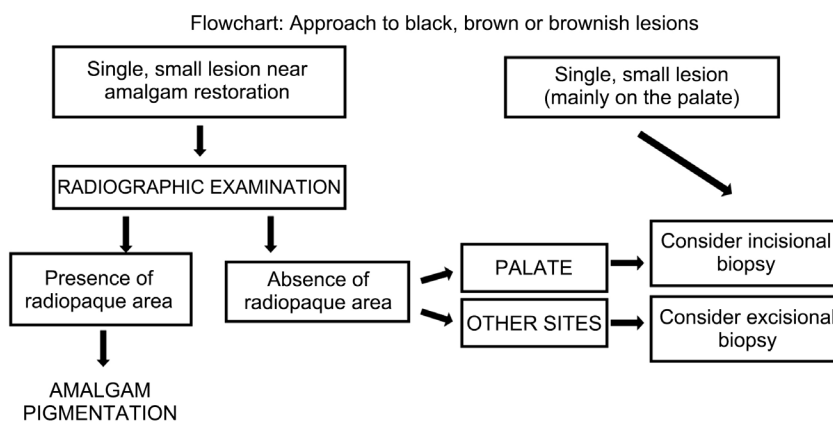 Flowchart: Approach to black, brown or brownish lesions
Single, small lesion near
amalgam restoration
Single, small lesion
(mainly on the palate)
RADIOGRAPHIC EXAMINATION
Presence of
radiopaque area
Absence of
radiopaque area
PALATE
OTHER SITES
Consider incisional
biopsy
Consider excisional
biopsy
AMALGAM
PIGMENTATION